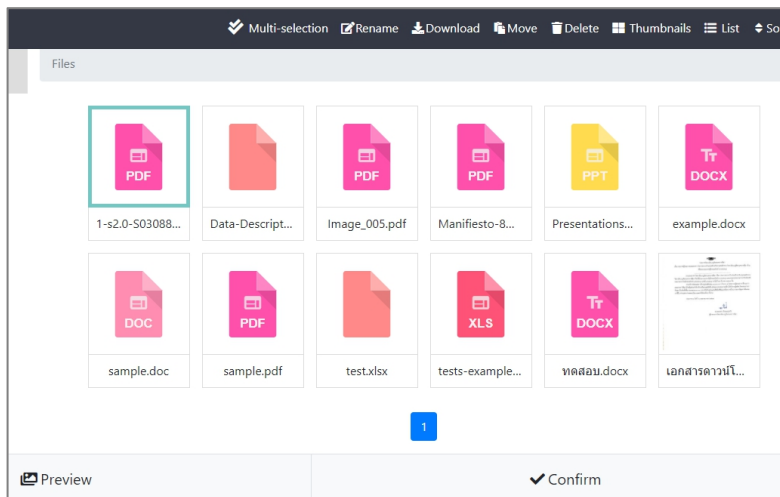 Multi-selection Rename Download Move Delete Thumbnails List So
Files
PDF PDF PDF PPT DOCX
1-s2.0-S03088... Data-Descript... Image_005.pdf Manifiesto-8... Presentations... example.docx
DOC PDF XLS DOCX
sample.doc sample.pdf test.xlsx tests-example... ทดสอบ.docx เอกสารดาวน์โ...
1
Preview Confirm